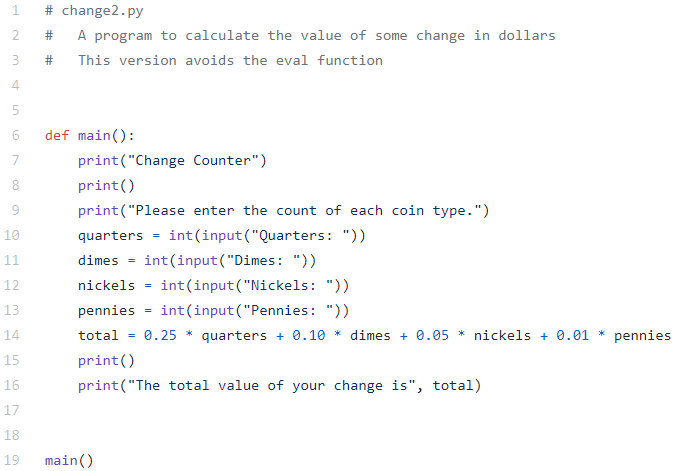 1 # change2.py
2 #   A program to calculate the value of some change in dollars
3 #   This version avoids the eval function
4
5
6 def main():
7     print("Change Counter")
8     print()
9     print("Please enter the count of each coin type.")
10     quarters = int(input("Quarters: "))
11     dimes = int(input("Dimes: "))
12     nickels = int(input("Nickels: "))
13     pennies = int(input("Pennies: "))
14     total = 0.25 * quarters + 0.10 * dimes + 0.05 * nickels + 0.01 * pennies
15     print()
16     print("The total value of your change is", total)
17
18
19 main()